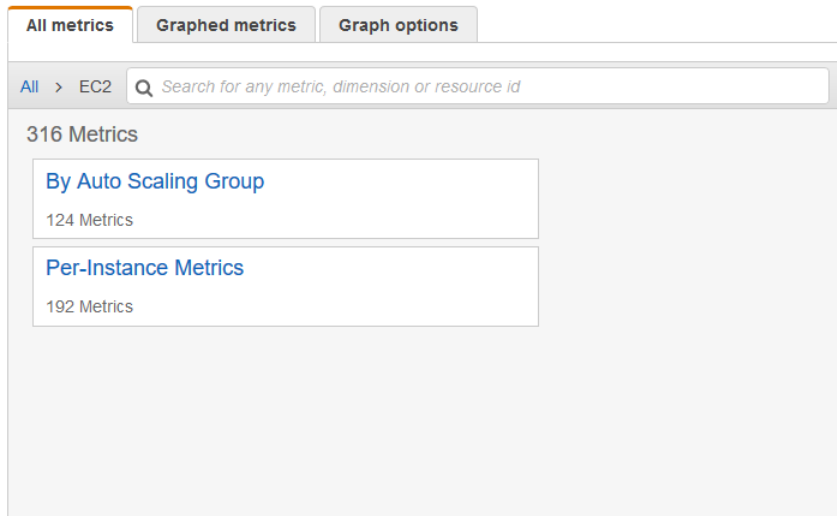 All metrics Graphed metrics Graph options
All > EC2 Search for any metric, dimension or resource id
316 Metrics
By Auto Scaling Group
124 Metrics
Per-Instance Metrics
192 Metrics